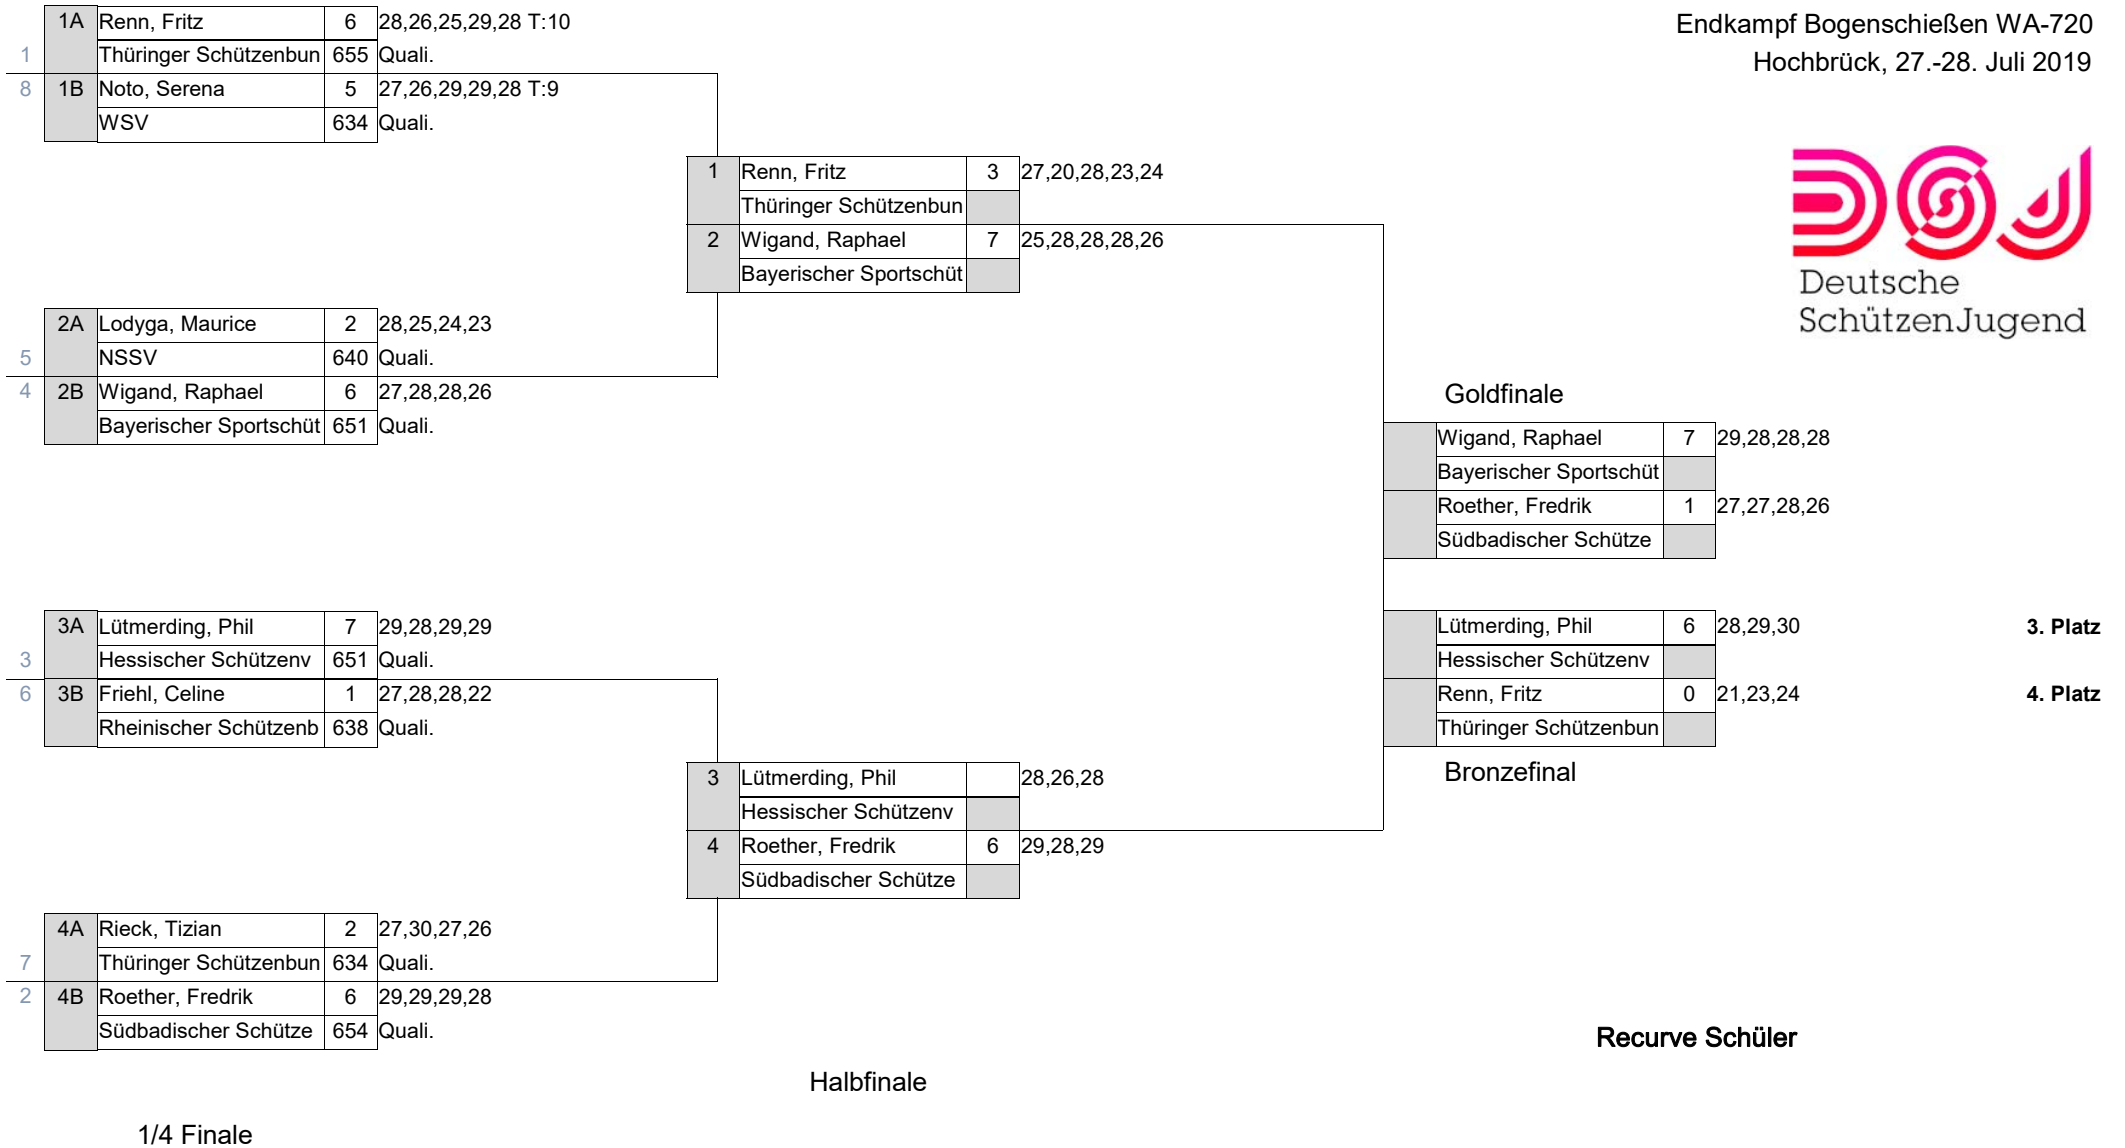 Endkampf Bogenschießen WA-720
Hochbrück, 27.-28. Juli 2019
Deutsche
SchützenJugend
1A Renn, Fritz 6 28,26,25,29,28 T:10
1 Thüringer Schützenbun 655 Quali.
8 1B Noto, Serena 5 27,26,29,29,28 T:9
WSV 634 Quali.
2A Lodyga, Maurice 2 28,25,24,23
5 NSSV 640 Quali.
4 2B Wigand, Raphael 6 27,28,28,26
Bayerischer Sportschüt 651 Quali.
3A Lütmerding, Phil 7 29,28,29,29
3 Hessischer Schützenv 651 Quali.
6 3B Friehl, Celine 1 27,28,28,22
Rheinischer Schützenb 638 Quali.
4A Rieck, Tizian 2 27,30,27,26
7 Thüringer Schützenbun 634 Quali.
2 4B Roether, Fredrik 6 29,29,29,28
Südbadischer Schütze 654 Quali.
1/4 Finale
1 Renn, Fritz 3 27,20,28,23,24
Thüringer Schützenbun
2 Wigand, Raphael 7 25,28,28,28,26
Bayerischer Sportschüt
3 Lütmerding, Phil 28,26,28
Hessischer Schützenv
4 Roether, Fredrik 6 29,28,29
Südbadischer Schütze
Halbfinale
Goldfinale
Wigand, Raphael 7 29,28,28,28
Bayerischer Sportschüt
Roether, Fredrik 1 27,27,28,26
Südbadischer Schütze
Lütmerding, Phil 6 28,29,30 3. Platz
Hessischer Schützenv
Renn, Fritz 0 21,23,24 4. Platz
Thüringer Schützenbun
Bronzefinal
Recurve Schüler